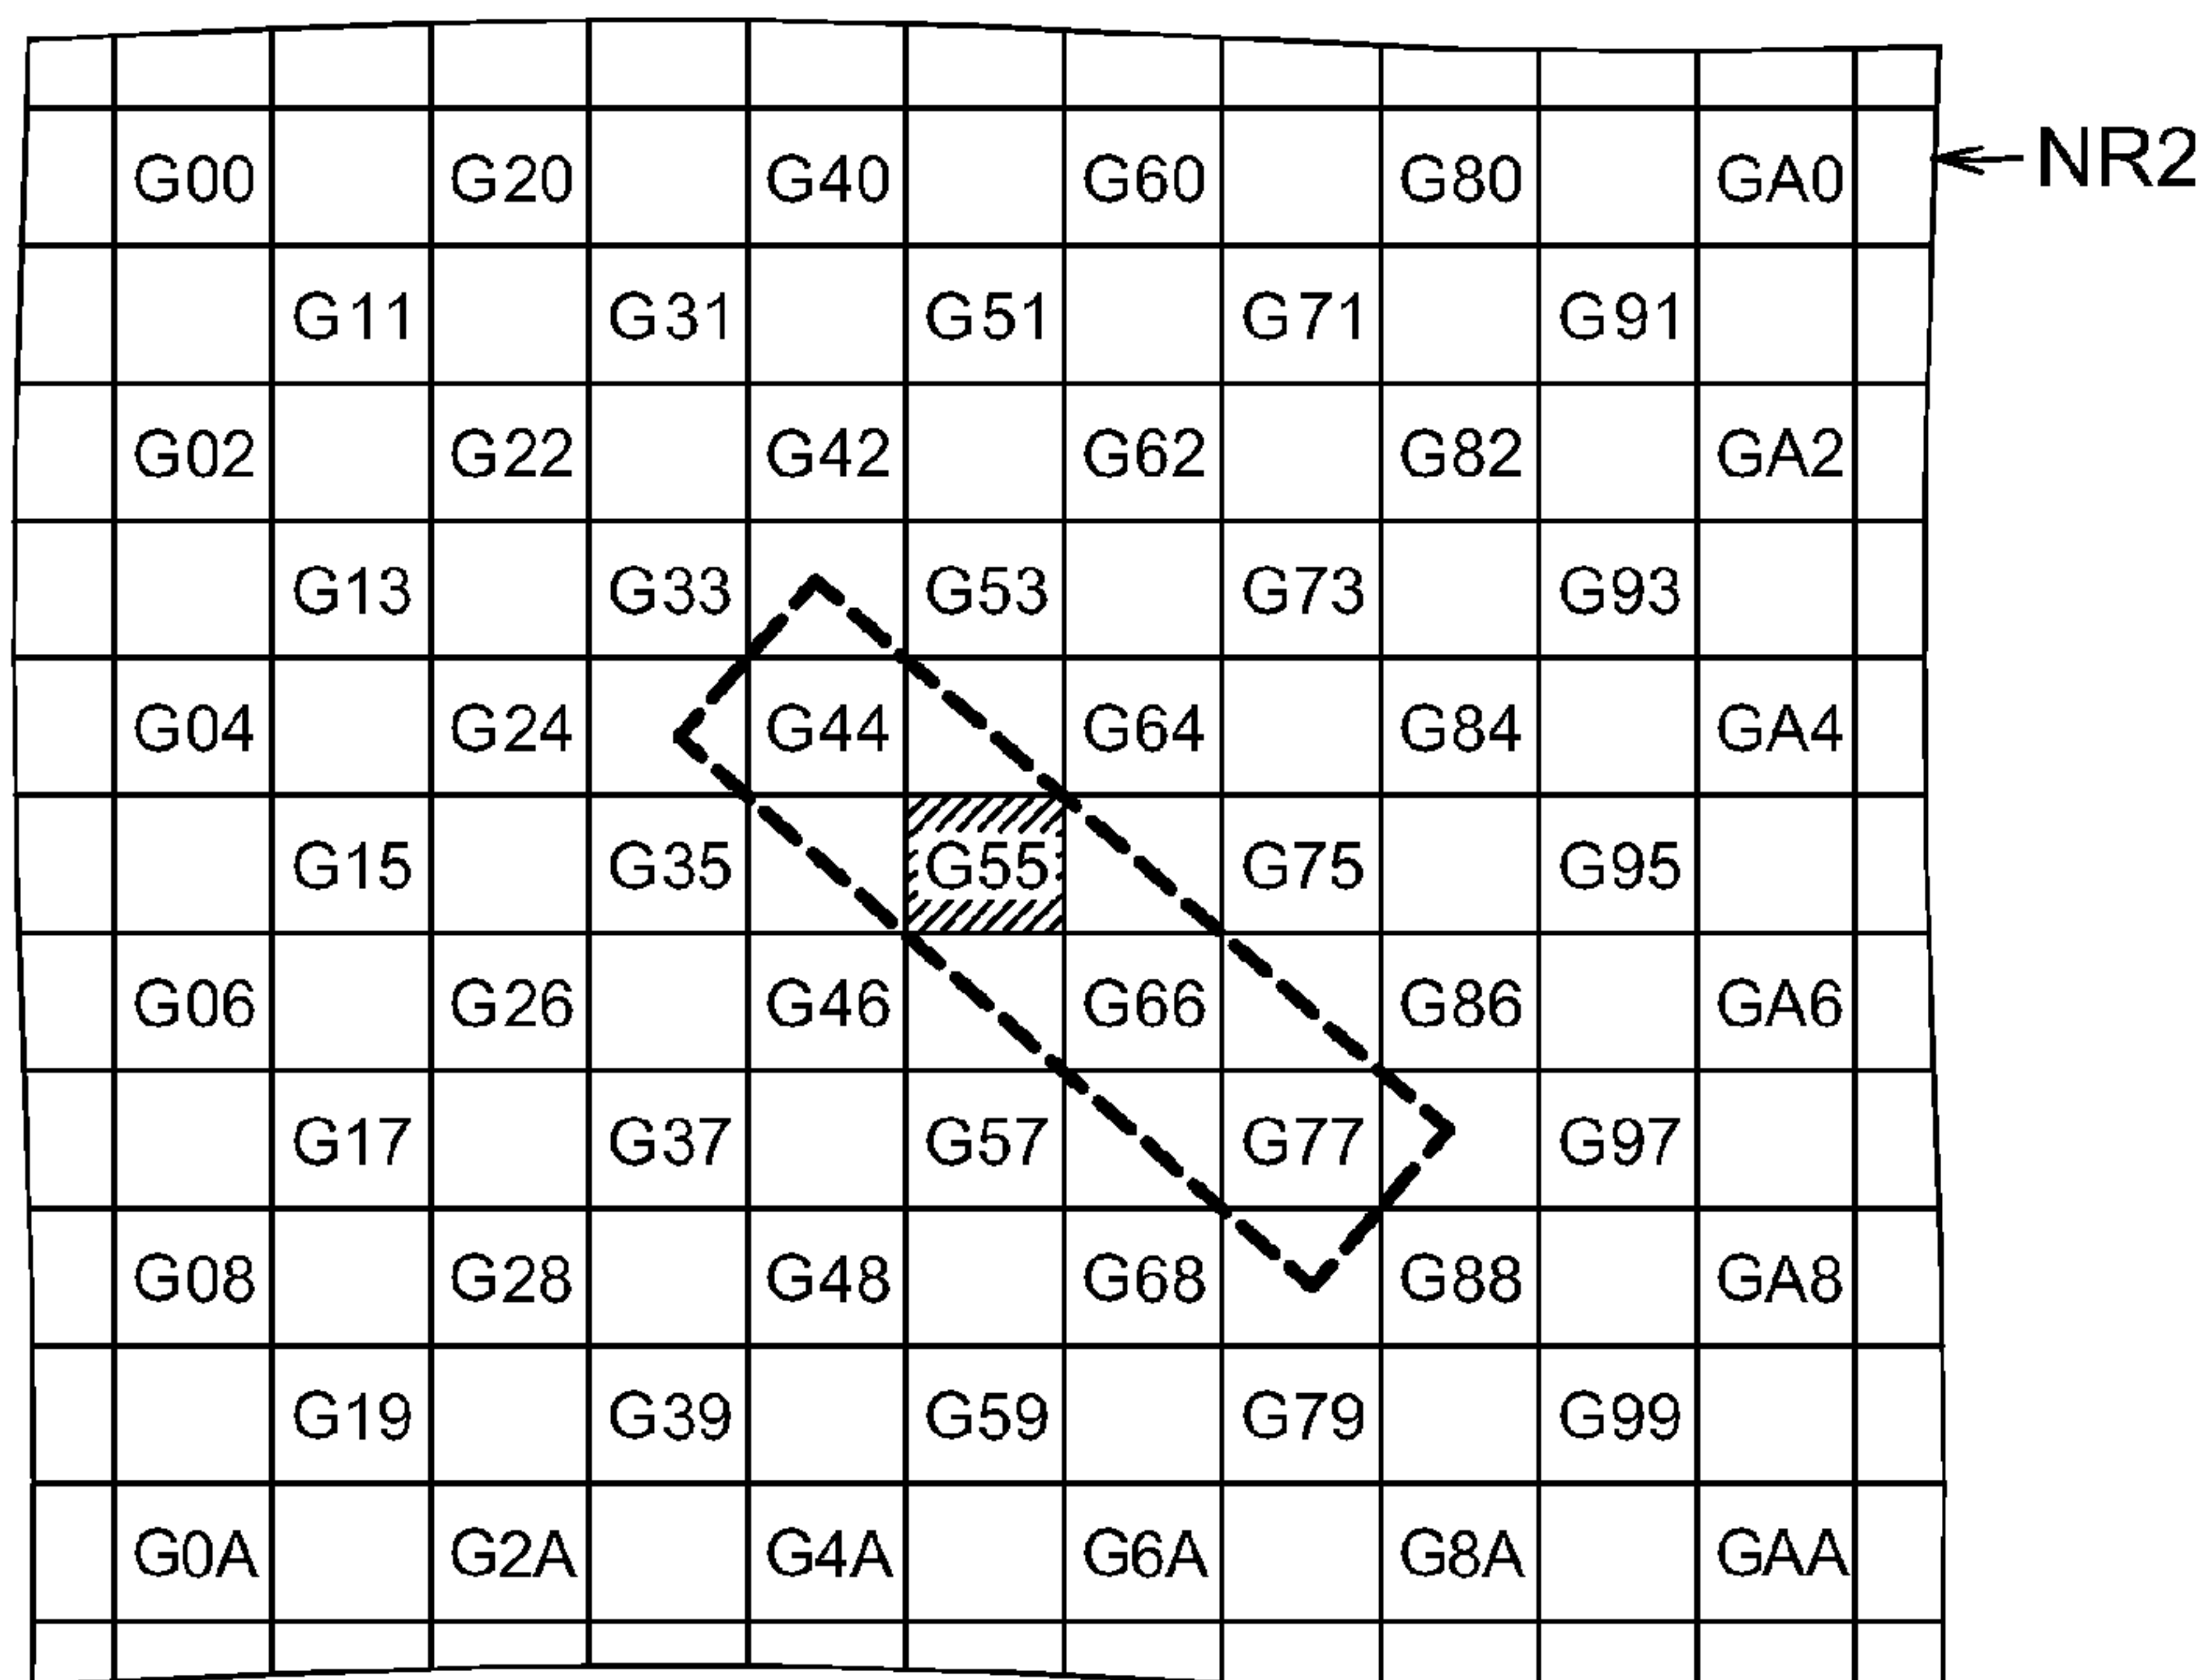 G00 G20 G40 G60 G80 GA0 NR2
G11 G31 G51 G71 G91
G02 G22 G42 G62 G82 GA2
G13 G33 G53 G73 G93
G04 G24 G44 G64 G84 GA4
G15 G35 G55 G75 G95
G06 G26 G46 G66 G86 GA6
G17 G37 G57 G77 G97
G08 G28 G48 G68 G88 GA8
G19 G39 G59 G79 G99
G0A G2A G4A G6A G8A GAA